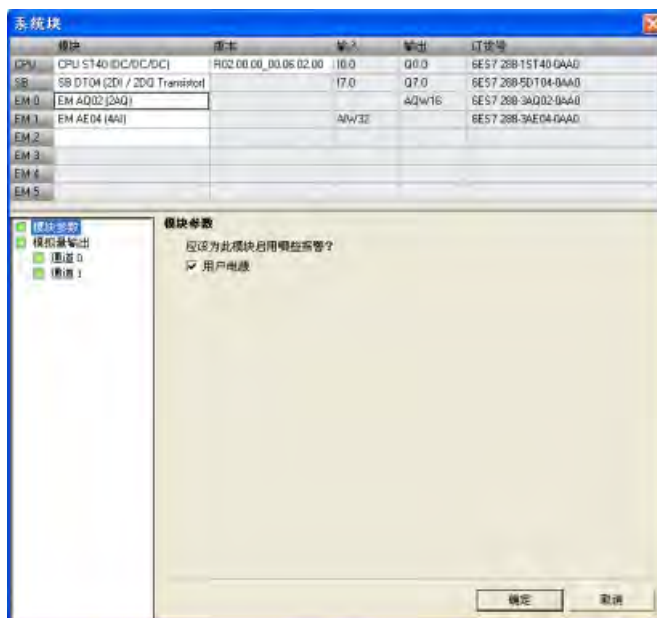 系统块
模块 版本 输入 输出 订货号
CPU CPU ST40 (DC/DC/DC) R02.00.00_00.06.02.00 I0.0 Q0.0 6ES7 288-1ST40-0AA0
SB SB DT04 (2DI / 2DQ Transistor) I7.0 Q7.0 6ES7 288-5DT04-0AA0
EM 0 EM AQ02 (2AQ) AQW16 6ES7 288-3AQ02-0AA0
EM 1 EM AE04 (4AI) AIW32 6ES7 288-3AE04-0AA0
EM 2
EM 3
EM 4
EM 5
模块参数
模拟量输出
通道 0
通道 1
模块参数
应该为此模块启用哪些报警?
用户电源
确定 取消